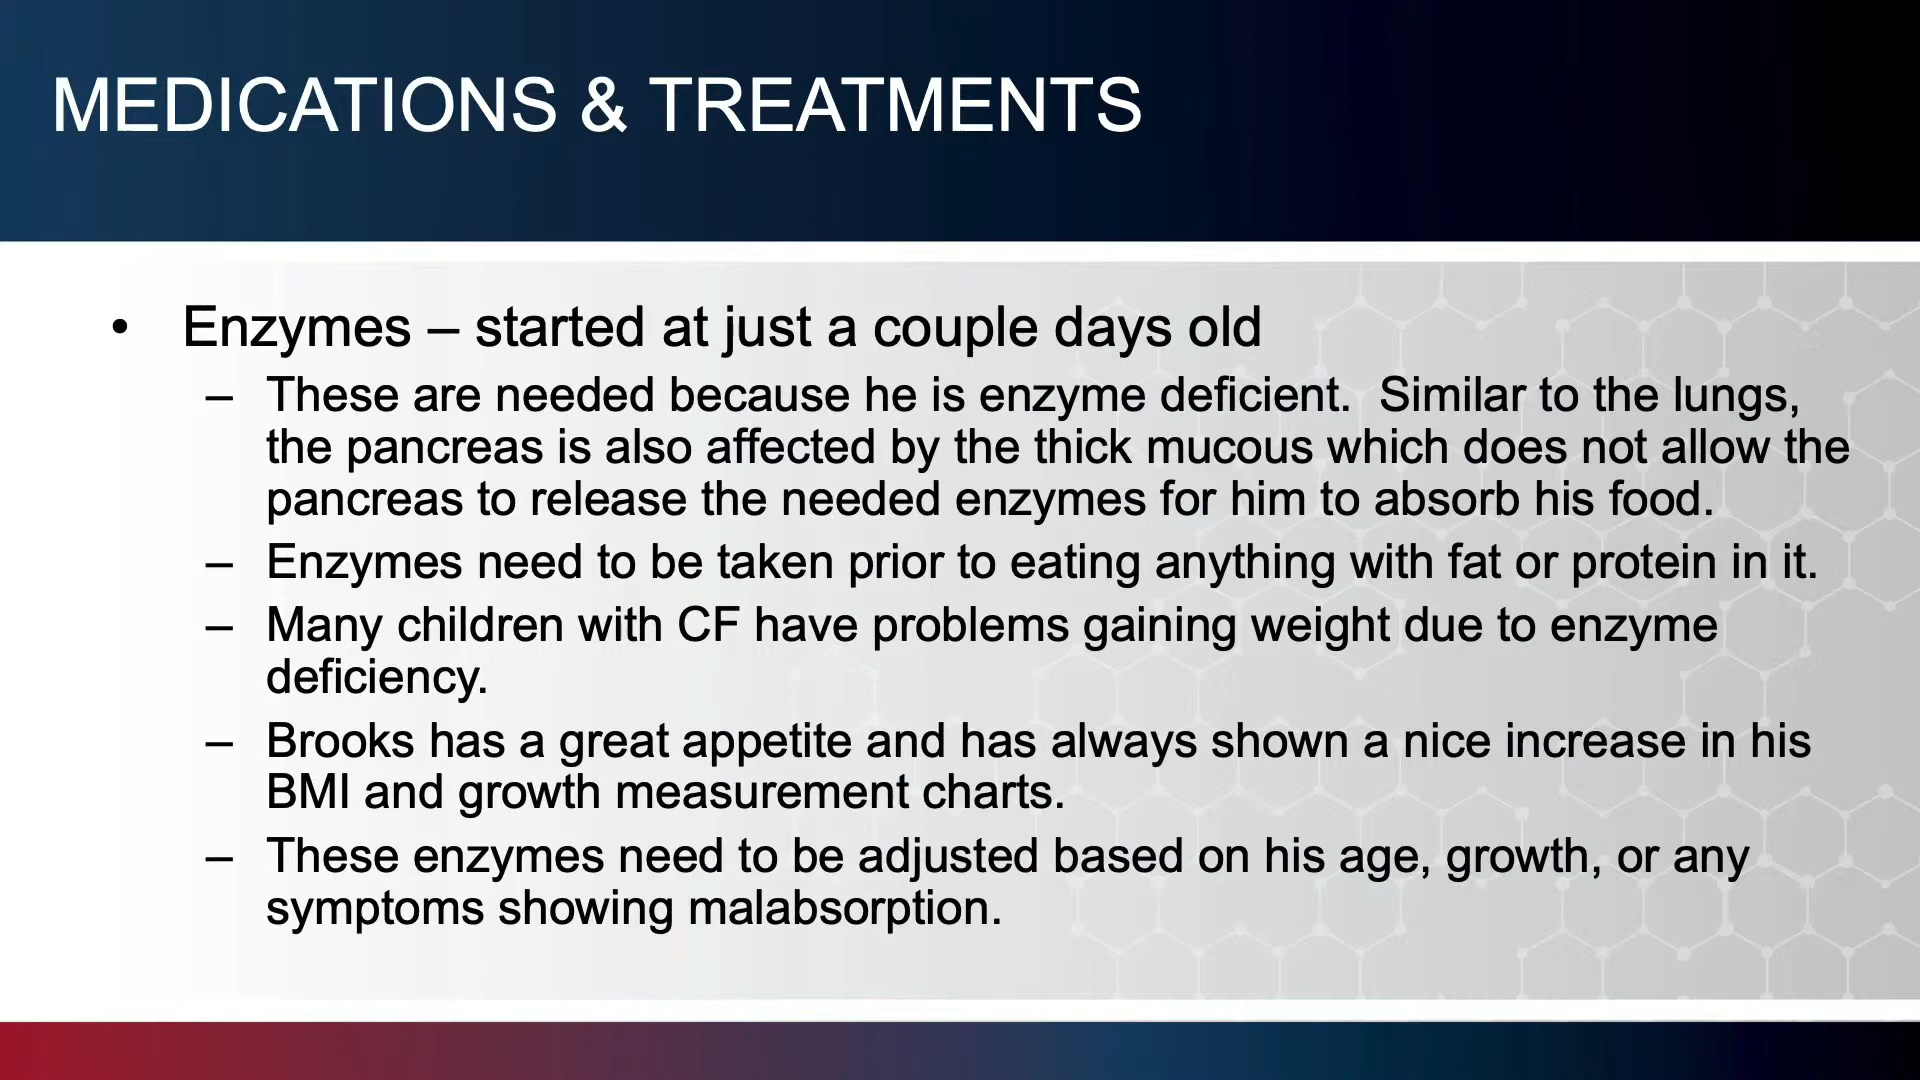 MEDICATIONS & TREATMENTS
• Enzymes – started at just a couple days old
– These are needed because he is enzyme deficient.  Similar to the lungs,
the pancreas is also affected by the thick mucous which does not allow the
pancreas to release the needed enzymes for him to absorb his food.
– Enzymes need to be taken prior to eating anything with fat or protein in it.
– Many children with CF have problems gaining weight due to enzyme
deficiency.
– Brooks has a great appetite and has always shown a nice increase in his
BMI and growth measurement charts.
– These enzymes need to be adjusted based on his age, growth, or any
symptoms showing malabsorption.